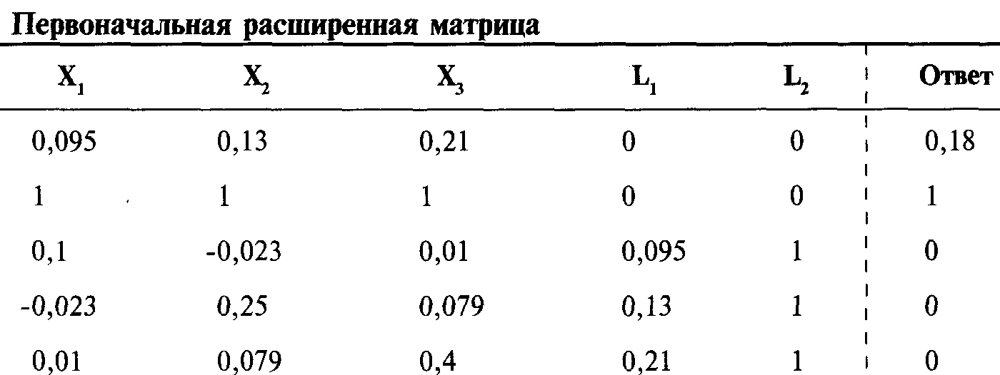 Первоначальная расширенная матрица
X₁ X₂ X₃ L₁ L₂ Ответ
0,095 0,13 0,21 0 0 0,18
1 1 1 0 0 1
0,1 -0,023 0,01 0,095 1 0
-0,023 0,25 0,079 0,13 1 0
0,01 0,079 0,4 0,21 1 0